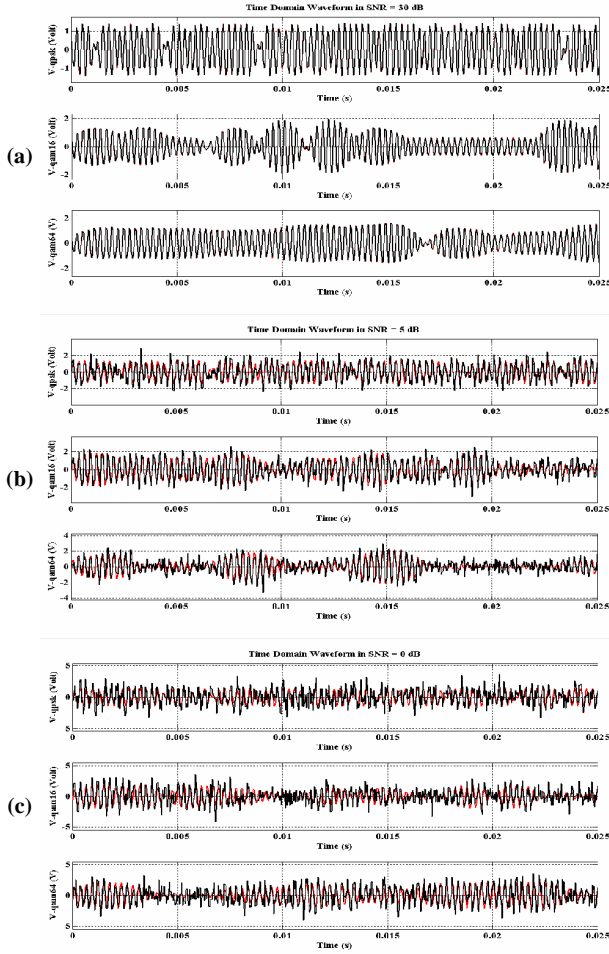 Time Domain Waveform in SNR = 30 dB
V-qpsk (Volt)
1
0
-1
0 0.005 0.01 0.015 0.02 0.025
Time (s)
(a)
V-qam16 (Volt)
2
0
-2
0 0.005 0.01 0.015 0.02 0.025
Time (s)
V-qam64 (V)
2
0
-2
0 0.005 0.01 0.015 0.02 0.025
Time (s)
Time Domain Waveform in SNR = 5 dB
V-qpsk (Volt)
2
0
-2
0 0.005 0.01 0.015 0.02 0.025
Time (s)
(b)
V-qam16 (Volt)
2
0
-2
0 0.005 0.01 0.015 0.02 0.025
Time (s)
V-qam64 (V)
4
2
0
-2
-4
0 0.005 0.01 0.015 0.02 0.025
Time (s)
Time Domain Waveform in SNR = 0 dB
V-qpsk (Volt)
5
0
5
0 0.005 0.01 0.015 0.02 0.025
Time (s)
(c)
V-qam16 (Volt)
5
0
-5
0 0.005 0.01 0.015 0.02 0.025
Time (s)
V-qam64 (V)
5
0
5
0 0.005 0.01 0.015 0.02 0.025
Time (s)